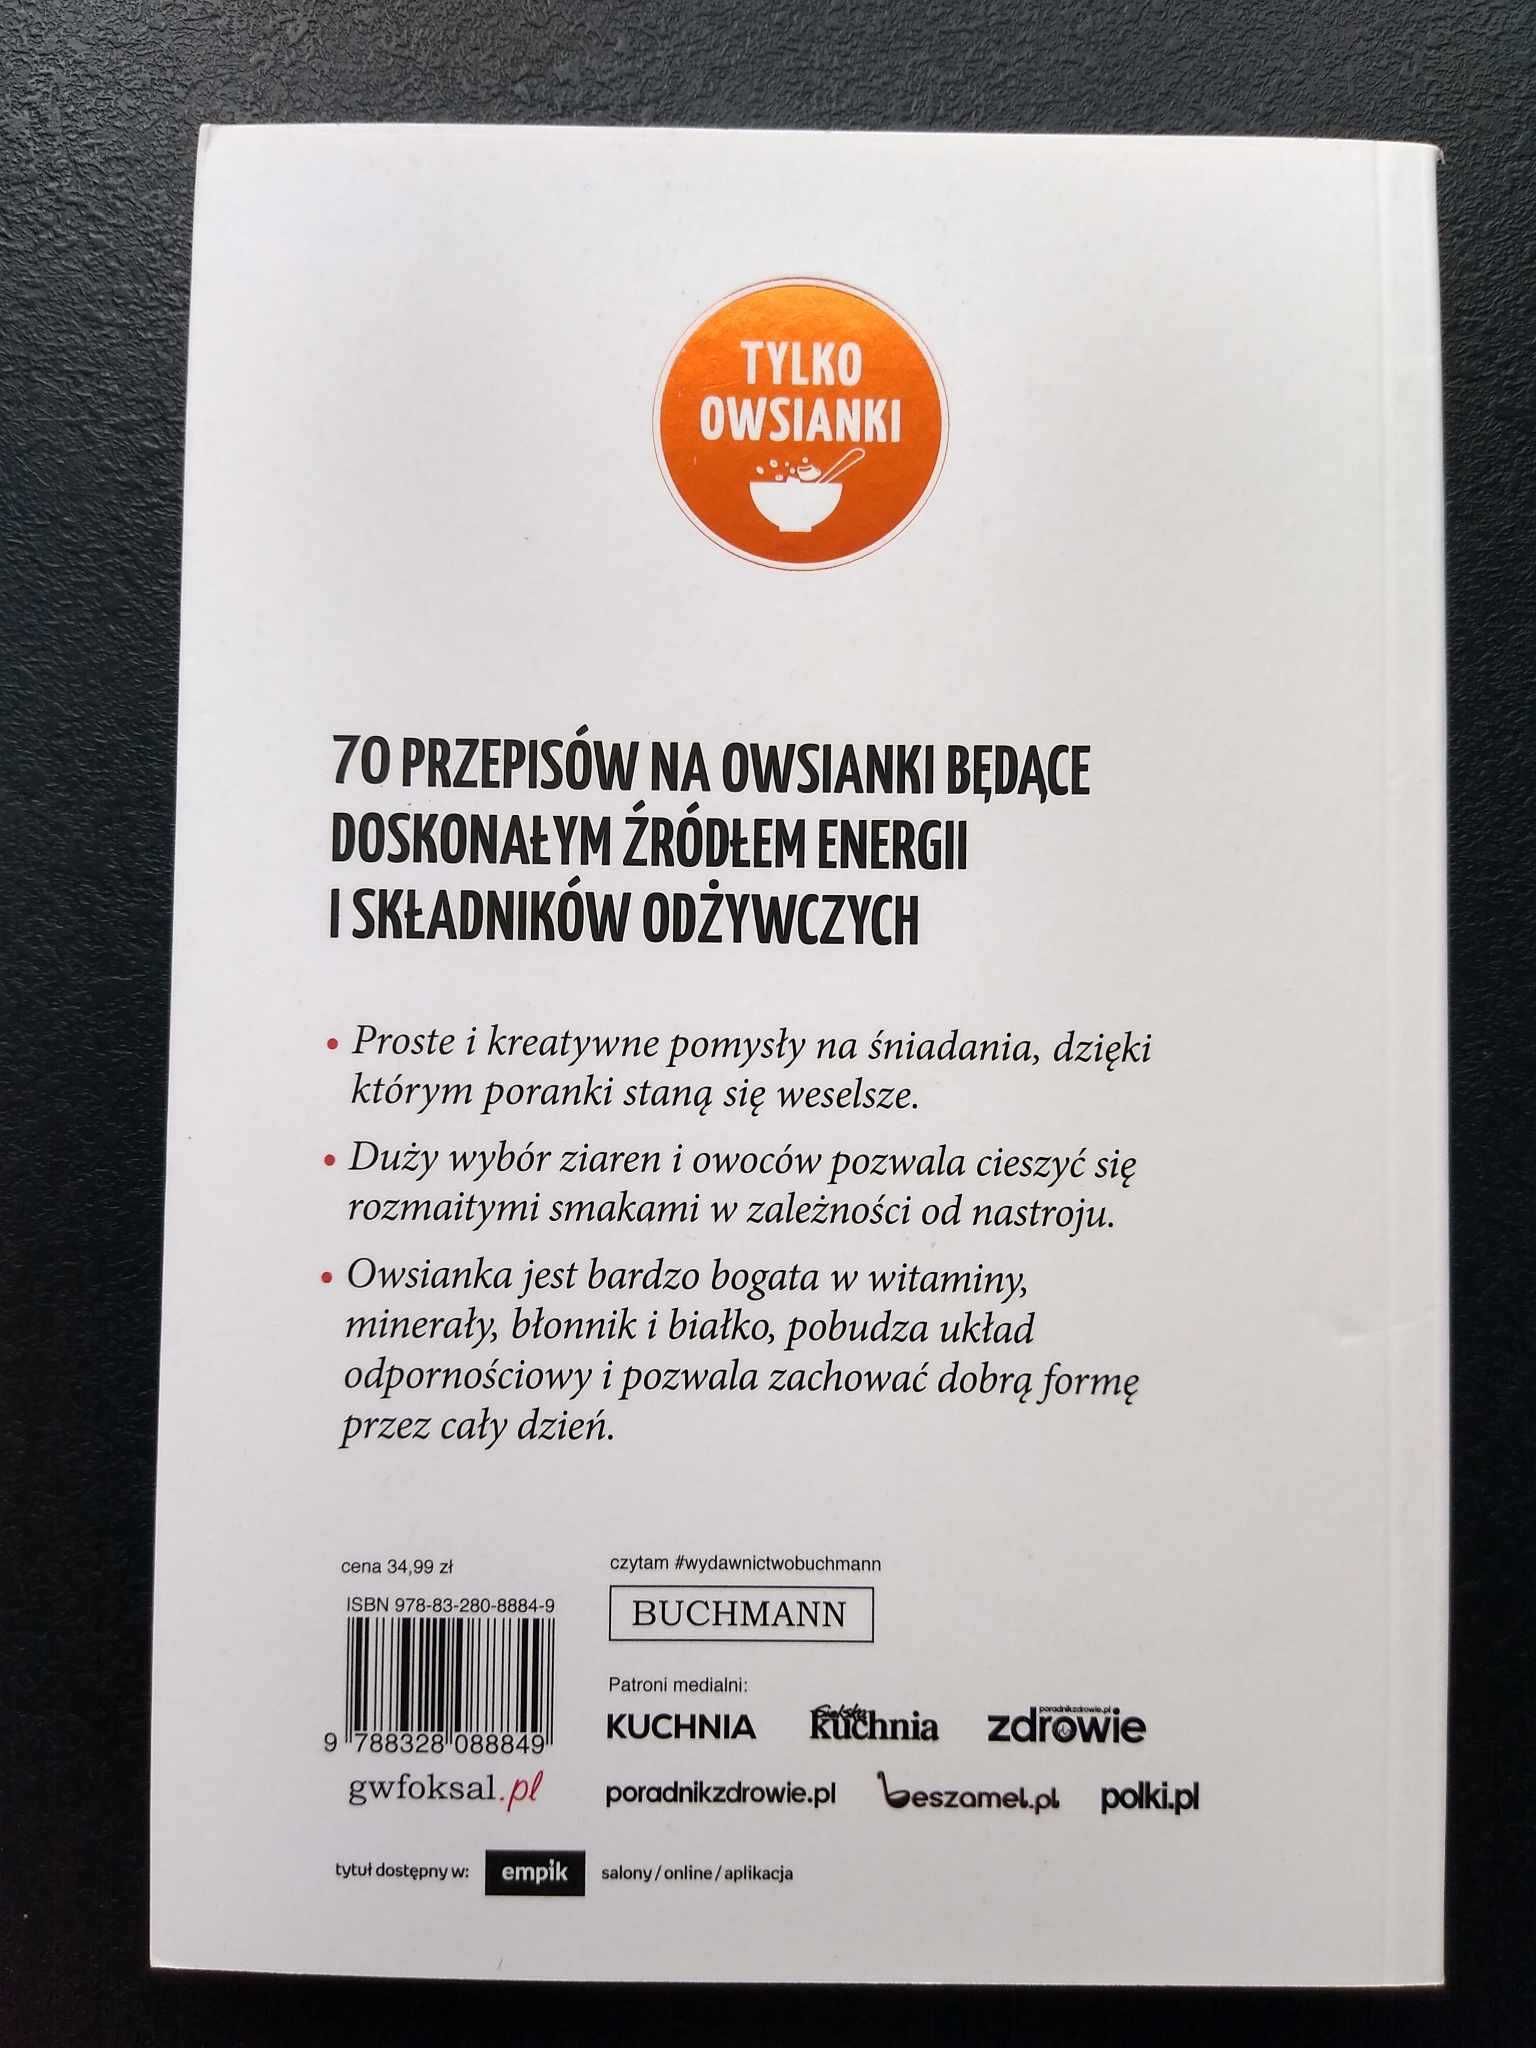 TYLKO
OWSIANKI
70 PRZEPISÓW NA OWSIANKI BĘDĄCE
DOSKONAŁYM ŹRÓDŁEM ENERGII
I SKŁADNIKÓW ODŻYWCZYCH
• Proste i kreatywne pomysły na śniadania, dzięki
którym poranki staną się weselsze.
• Duży wybór ziaren i owoców pozwala cieszyć się
rozmaitymi smakami w zależności od nastroju.
• Owsianka jest bardzo bogata w witaminy,
minerały, błonnik i białko, pobudza układ
odpornościowy i pozwala zachować dobrą formę
przez cały dzień.
cena 34,99 zł
ISBN 978-83-280-8884-9
9 788328 088849
gwfoksal.pl
czytam #wydawnictwobuchmann
BUCHMANN
Patroni medialni:
KUCHNIA Sielska kuchnia poradnikzdrowie.pl zdrowie
poradnikzdrowie.pl beszamel.pl polki.pl
tytuł dostępny w: empik salony / online / aplikacja